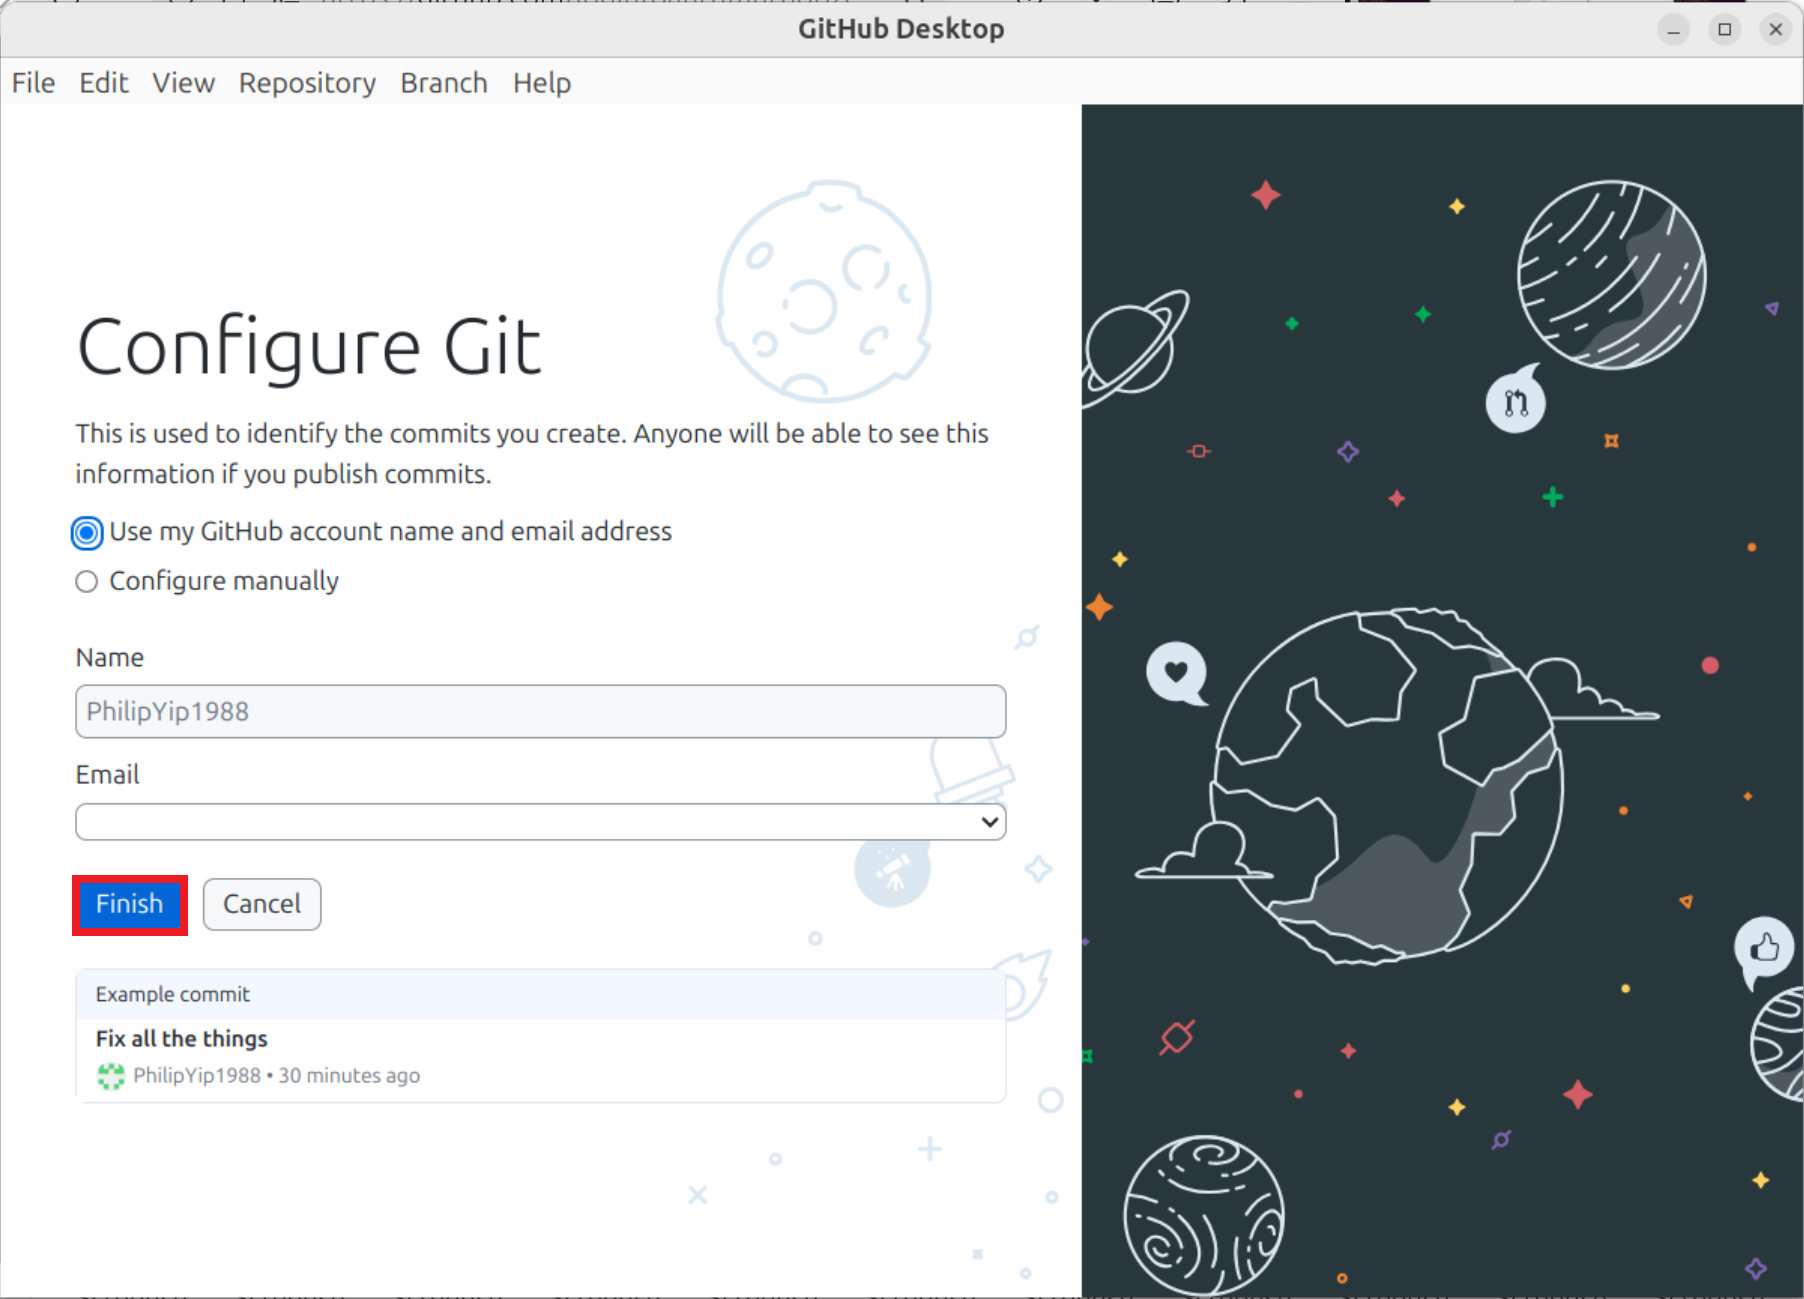 GitHub Desktop
File Edit View Repository Branch Help
Configure Git
This is used to identify the commits you create. Anyone will be able to see this
information if you publish commits.
Use my GitHub account name and email address
Configure manually
Name
PhilipYip1988
Email
Finish Cancel
Example commit
Fix all the things
PhilipYip1988 • 30 minutes ago